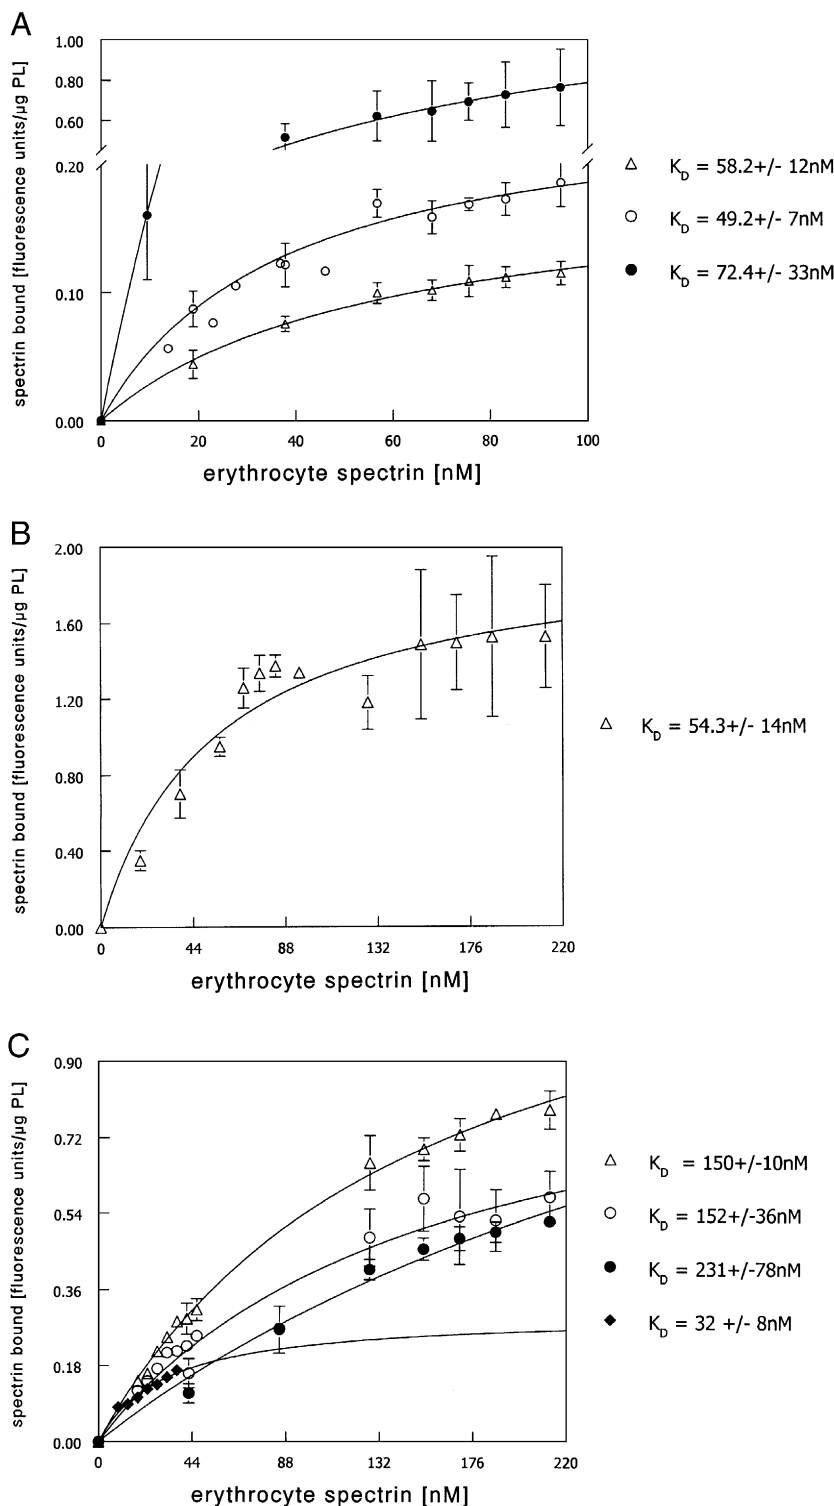 A
spectrin bound [fluorescence units/µg PL]
1.00
0.80
0.60
0.20
0.10
0.00
0 20 40 60 80 100
erythrocyte spectrin [nM]
K_D = 58.2+/- 12nM
K_D = 49.2+/- 7nM
K_D = 72.4+/- 33nM
B
spectrin bound [fluorescence units/µg PL]
2.00
1.60
1.20
0.80
0.40
0.00
0 44 88 132 176 220
erythrocyte spectrin [nM]
K_D = 54.3+/- 14nM
C
spectrin bound [fluorescence units/µg PL]
0.90
0.72
0.54
0.36
0.18
0.00
0 44 88 132 176 220
erythrocyte spectrin [nM]
K_D = 150+/-10nM
K_D = 152+/-36nM
K_D = 231+/-78nM
K_D = 32 +/- 8nM